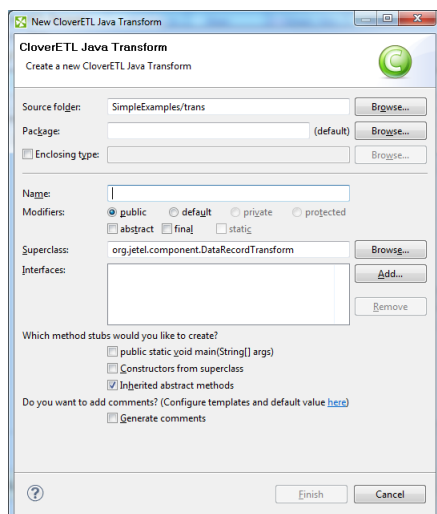 New CloverETL Java Transform
CloverETL Java Transform
Create a new CloverETL Java Transform
Source folder: SimpleExamples/trans Browse...
Package: (default) Browse...
Enclosing type: Browse...
Name:
Modifiers: public default private protected
abstract final static
Superclass: org.jetel.component.DataRecordTransform Browse...
Interfaces: Add...
Remove
Which method stubs would you like to create?
public static void main(String[] args)
Constructors from superclass
Inherited abstract methods
Do you want to add comments? (Configure templates and default value here)
Generate comments
? Finish Cancel